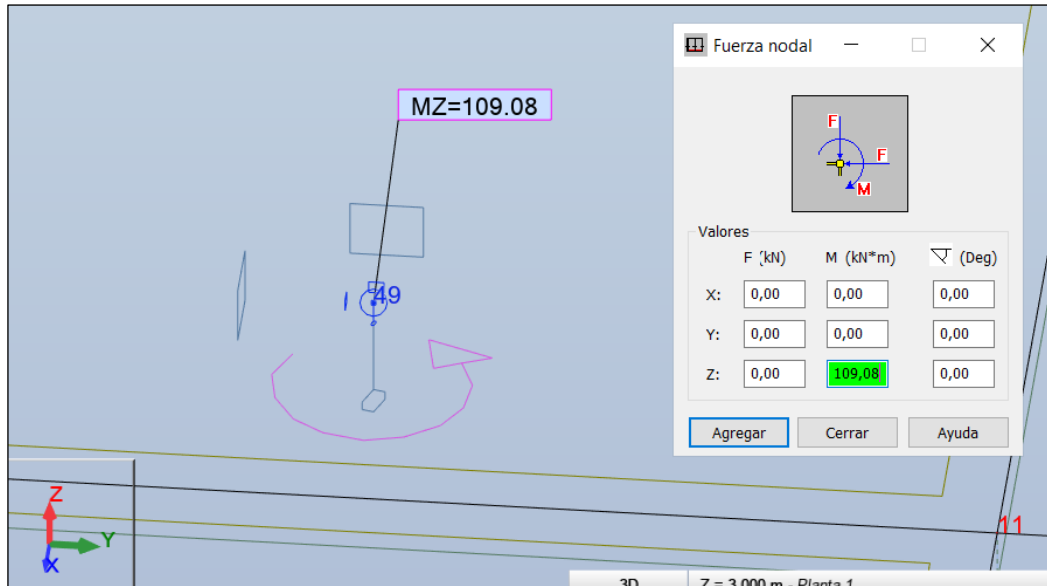 MZ=109.08
49
Z
Y
X
11
3D Z = 3,000 m - Planta 1
Fuerza nodal
F
F
M
Valores
F (kN) M (kN*m) (Deg)
X: 0,00 0,00 0,00
Y: 0,00 0,00 0,00
Z: 0,00 109,08 0,00
Agregar Cerrar Ayuda